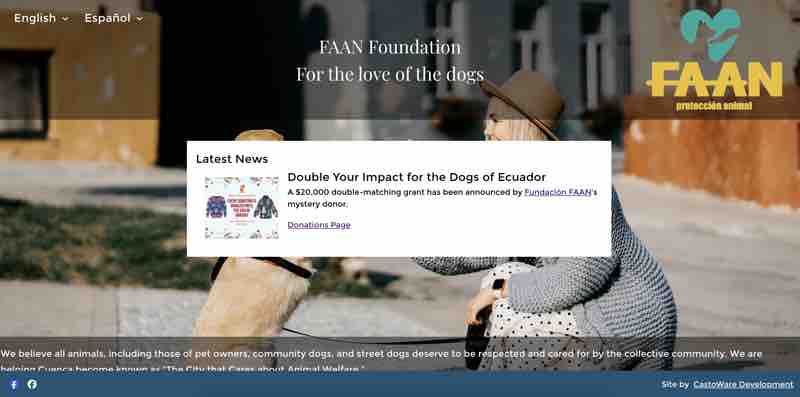 English Español
FAAN Foundation
For the love of the dogs
FAAN
protección animal
Latest News
Double Your Impact for the Dogs of Ecuador
A $20,000 double-matching grant has been announced by Fundación FAAN's
mystery donor.
Donations Page
We believe all animals, including those of pet owners, community dogs, and street dogs deserve to be respected and cared for by the collective community. We are
helping Cuenca become known as "The City that Cares about Animal Welfare."
Site by CastoWare Development